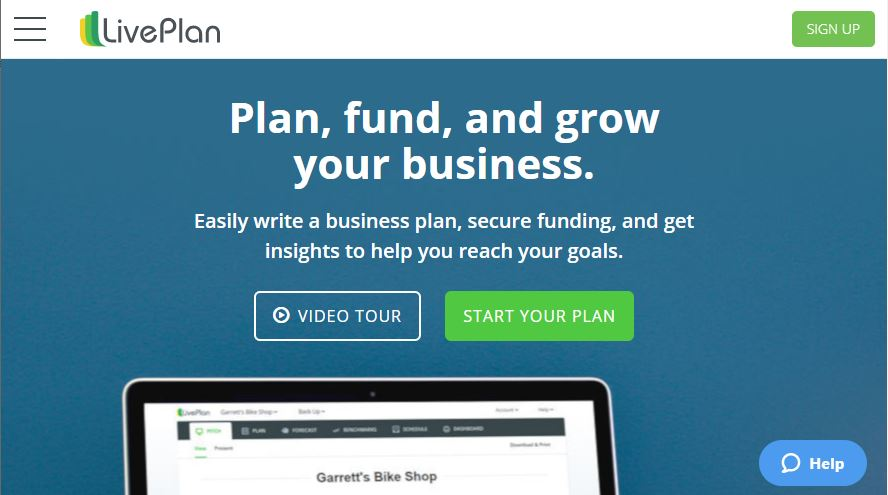 LivePlan
SIGN UP
Plan, fund, and grow
your business.
Easily write a business plan, secure funding, and get
insights to help you reach your goals.
VIDEO TOUR
START YOUR PLAN
LivePlan Garrett's Bike Shop Back Up Account Help
PITCH PLAN FORECAST BENCHMARKS SCHEDULE DASHBOARD
Present Download & Print
Garrett's Bike Shop
Help